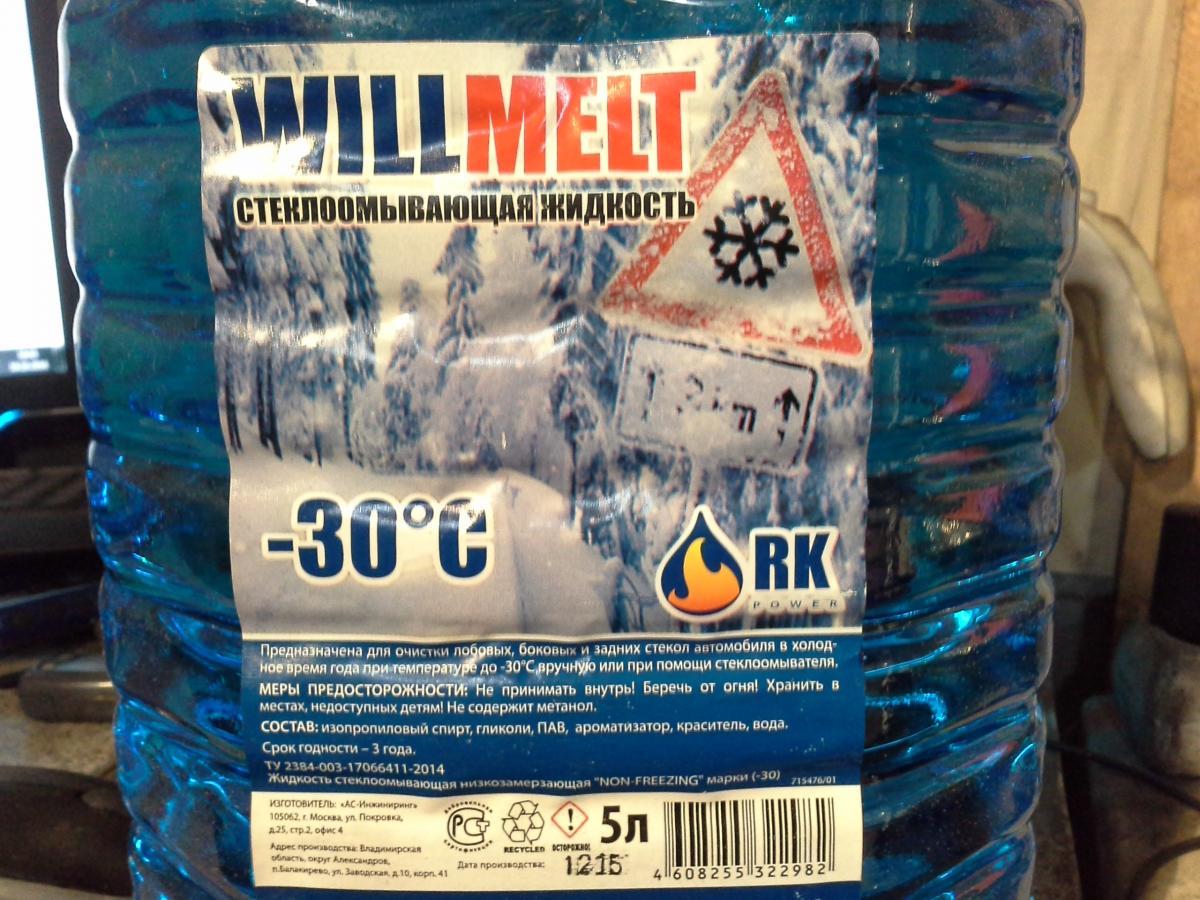 WILLMELT
СТЕКЛООМЫВАЮЩАЯ ЖИДКОСТЬ
-30°C
RK
POWER
Предназначена для очистки лобовых, боковых и задних стекол автомобиля в холод-
ное время года при температуре до -30°С,вручную или при помощи стеклоомывателя.
МЕРЫ ПРЕДОСТОРОЖНОСТИ: Не принимать внутрь! Беречь от огня! Хранить в
местах, недоступных детям! Не содержит метанол.
СОСТАВ: изопропиловый спирт, гликоли, ПАВ, ароматизатор, краситель, вода.
Срок годности – 3 года.
ТУ 2384-003-17066411-2014
Жидкость стеклоомывающая низкозамерзающая "NON-FREEZING" марки (-30)
715476/01
ИЗГОТОВИТЕЛЬ: «АС-Инжиниринг»
105062, г. Москва, ул. Покровка,
д.25, стр.2, офис 4
Адрес производства: Владимирская
область, округ Александров,
п.Балакирево, ул. Заводская, д.10, корп. 41
добровольная
РСТ
сертификация
RECYCLED
ОСТОРОЖНО!
5л
Дата производства:
1215
4 608255 322982